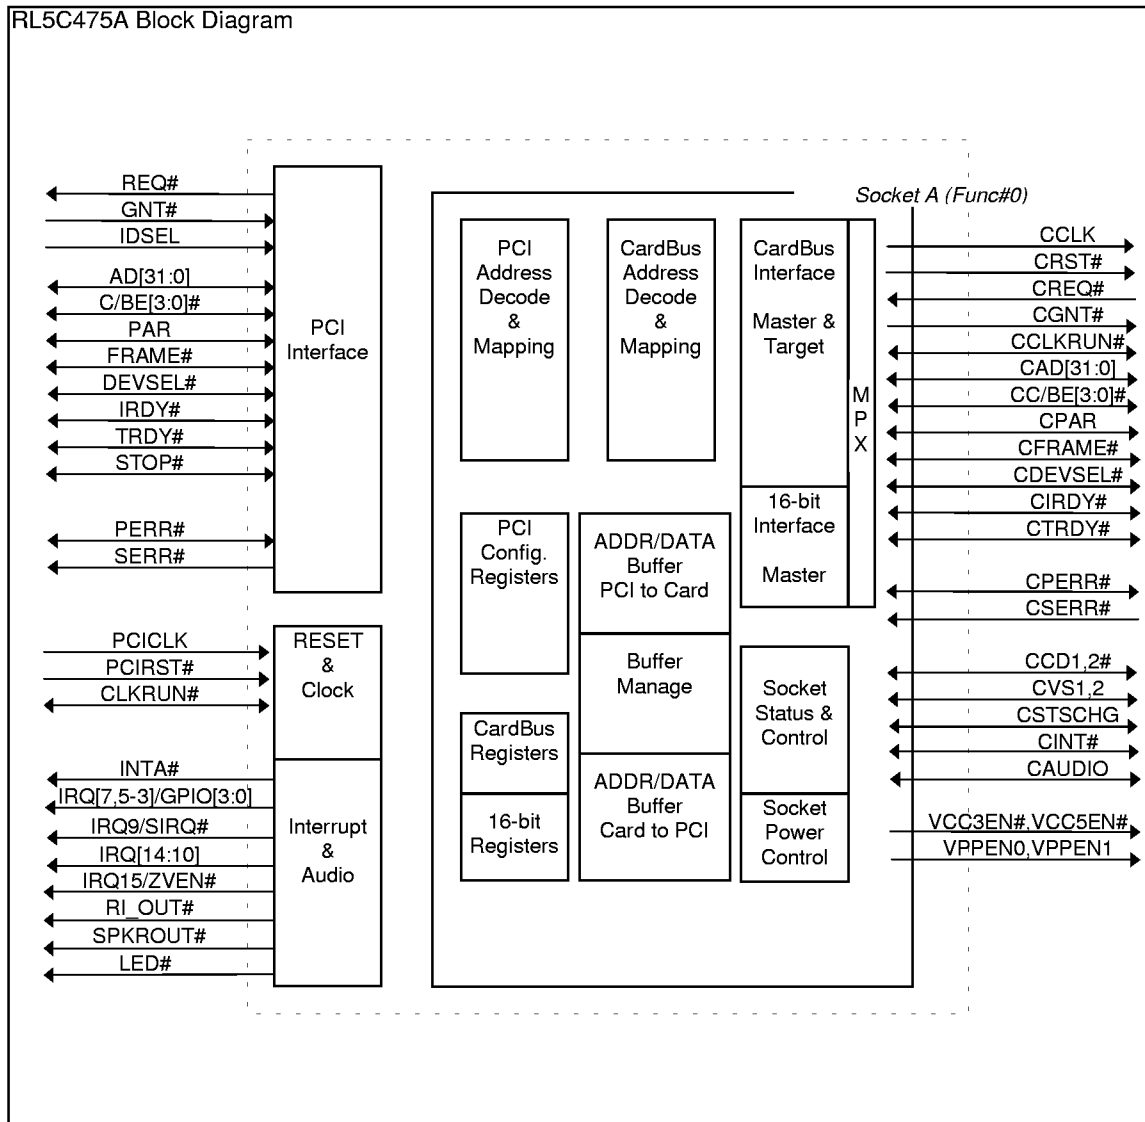 RL5C475A Block Diagram
REQ#
GNT#
IDSEL
AD[31:0]
C/BE[3:0]#
PAR
FRAME#
DEVSEL#
IRDY#
TRDY#
STOP#
PERR#
SERR#
PCICLK
PCIRST#
CLKRUN#
INTA#
IRQ[7,5-3]/GPIO[3:0]
IRQ9/SIRQ#
IRQ[14:10]
IRQ15/ZVEN#
RI_OUT#
SPKROUT#
LED#
PCI
Interface
RESET
&
Clock
Interrupt
&
Audio
Socket A (Func#0)
PCI
Address
Decode
&
Mapping
CardBus
Address
Decode
&
Mapping
CardBus
Interface
Master &
Target
M
P
X
16-bit
Interface
Master
PCI
Config.
Registers
ADDR/DATA
Buffer
PCI to Card
Buffer
Manage
ADDR/DATA
Buffer
Card to PCI
CardBus
Registers
16-bit
Registers
Socket
Status &
Control
Socket
Power
Control
CCLK
CRST#
CREQ#
CGNT#
CCLKRUN#
CAD[31:0]
CC/BE[3:0]#
CPAR
CFRAME#
CDEVSEL#
CIRDY#
CTRDY#
CPERR#
CSERR#
CCD1,2#
CVS1,2
CSTSCHG
CINT#
CAUDIO
VCC3EN#,VCC5EN#
VPPEN0,VPPEN1